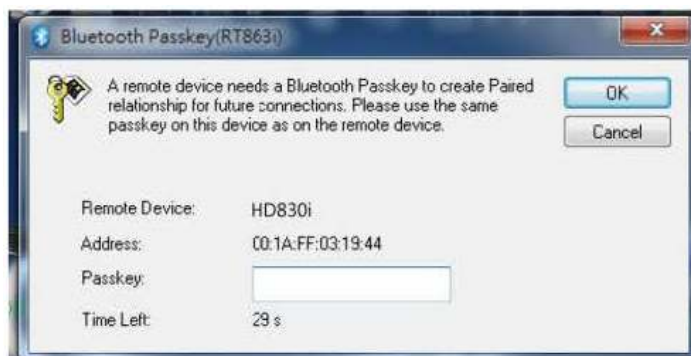 Bluetooth Passkey(RT863i)
A remote device needs a Bluetooth Passkey to create Paired
relationship for future connections. Please use the same
passkey on this device as on the remote device.
OK
Cancel
Remote Device: HD830i
Address: 00:1A:FF:03:19:44
Passkey:
Time Left: 29 s